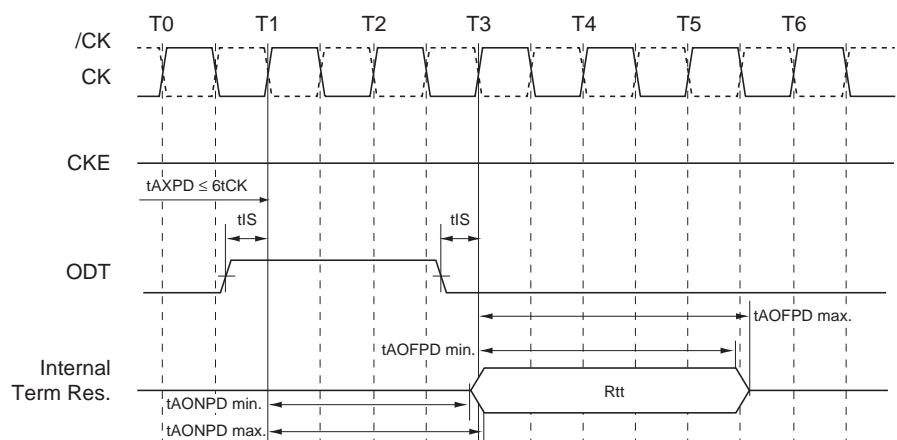 T0 T1 T2 T3 T4 T5 T6
/CK
CK
CKE
tAXPD ≤ 6tCK
tIS tIS
ODT
tAOFPD max.
tAOFPD min.
Internal
Term Res.
Rtt
tAONPD min.
tAONPD max.